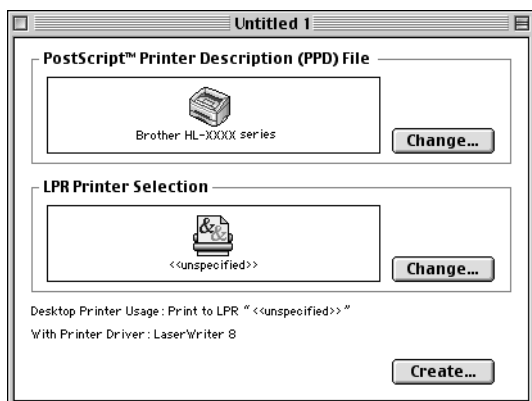 Untitled 1
PostScript™ Printer Description (PPD) File
Brother HL-XXXX series
Change...
LPR Printer Selection
&&
<<unspecified>>
Change...
Desktop Printer Usage : Print to LPR “<<unspecified>>”
With Printer Driver : LaserWriter 8
Create...